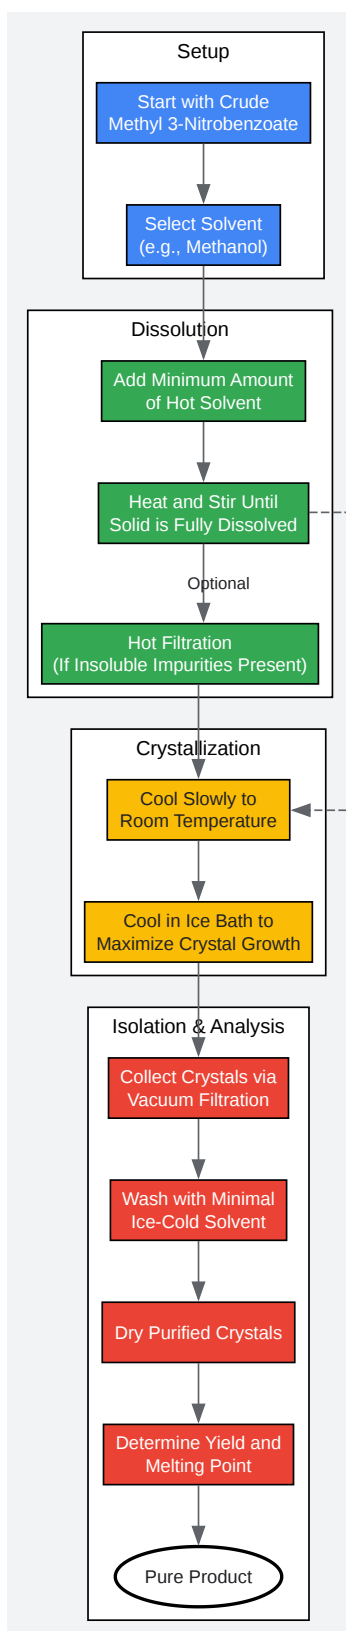 Setup
Start with Crude
Methyl 3-Nitrobenzoate
Select Solvent
(e.g., Methanol)
Dissolution
Add Minimum Amount
of Hot Solvent
Heat and Stir Until
Solid is Fully Dissolved
Optional
Hot Filtration
(If Insoluble Impurities Present)
Crystallization
Cool Slowly to
Room Temperature
Cool in Ice Bath to
Maximize Crystal Growth
Isolation & Analysis
Collect Crystals via
Vacuum Filtration
Wash with Minimal
Ice-Cold Solvent
Dry Purified Crystals
Determine Yield and
Melting Point
Pure Product